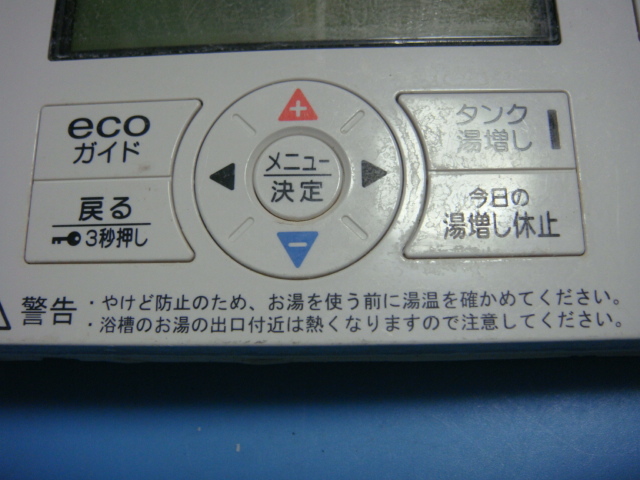 eco
ガイド
戻る
3秒押し
+
メニュー
決定
−
タンク
湯増し
今日の
湯増し休止
警告
・やけど防止のため、お湯を使う前に湯温を確かめてください。
・浴槽のお湯の出口付近は熱くなりますので注意してください。